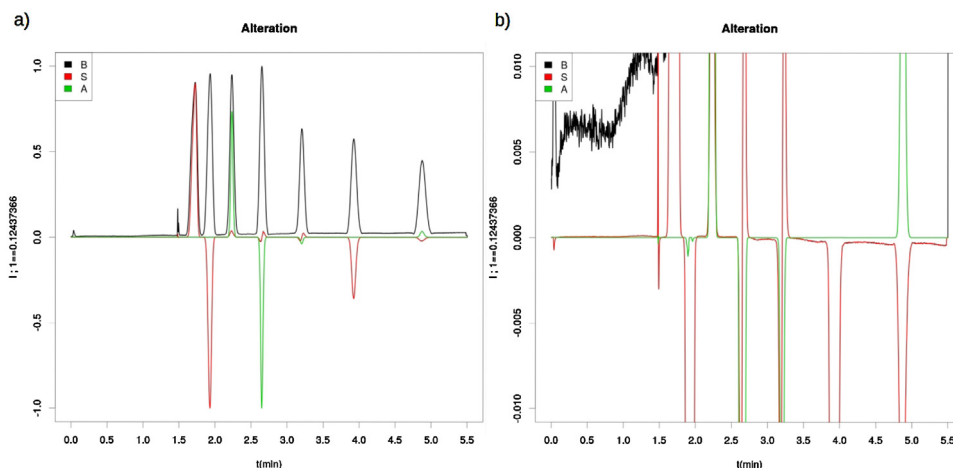 a)
Alteration
B
S
A
1.0
0.5
0.0
-0.5
-1.0
I ; 1==0.12437366
0.0 0.5 1.0 1.5 2.0 2.5 3.0 3.5 4.0 4.5 5.0 5.5
t(min)
b)
Alteration
B
S
A
0.010
0.005
0.000
-0.005
-0.010
I ; 1==0.12437366
0.0 0.5 1.0 1.5 2.0 2.5 3.0 3.5 4.0 4.5 5.0 5.5
t(min)